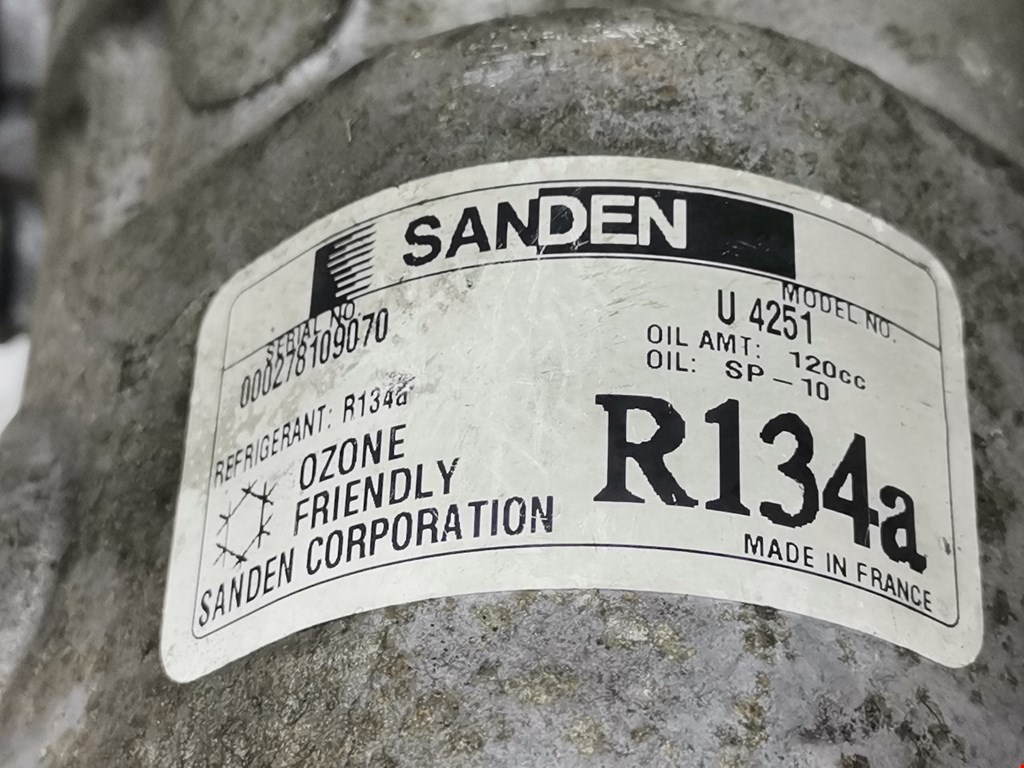 SANDEN
SERIAL NO.
000278109070
MODEL NO.
U 4251
OIL AMT: 120cc
OIL: SP-10
REFRIGERANT: R134a
OZONE
FRIENDLY
SANDEN CORPORATION
R134a
MADE IN FRANCE